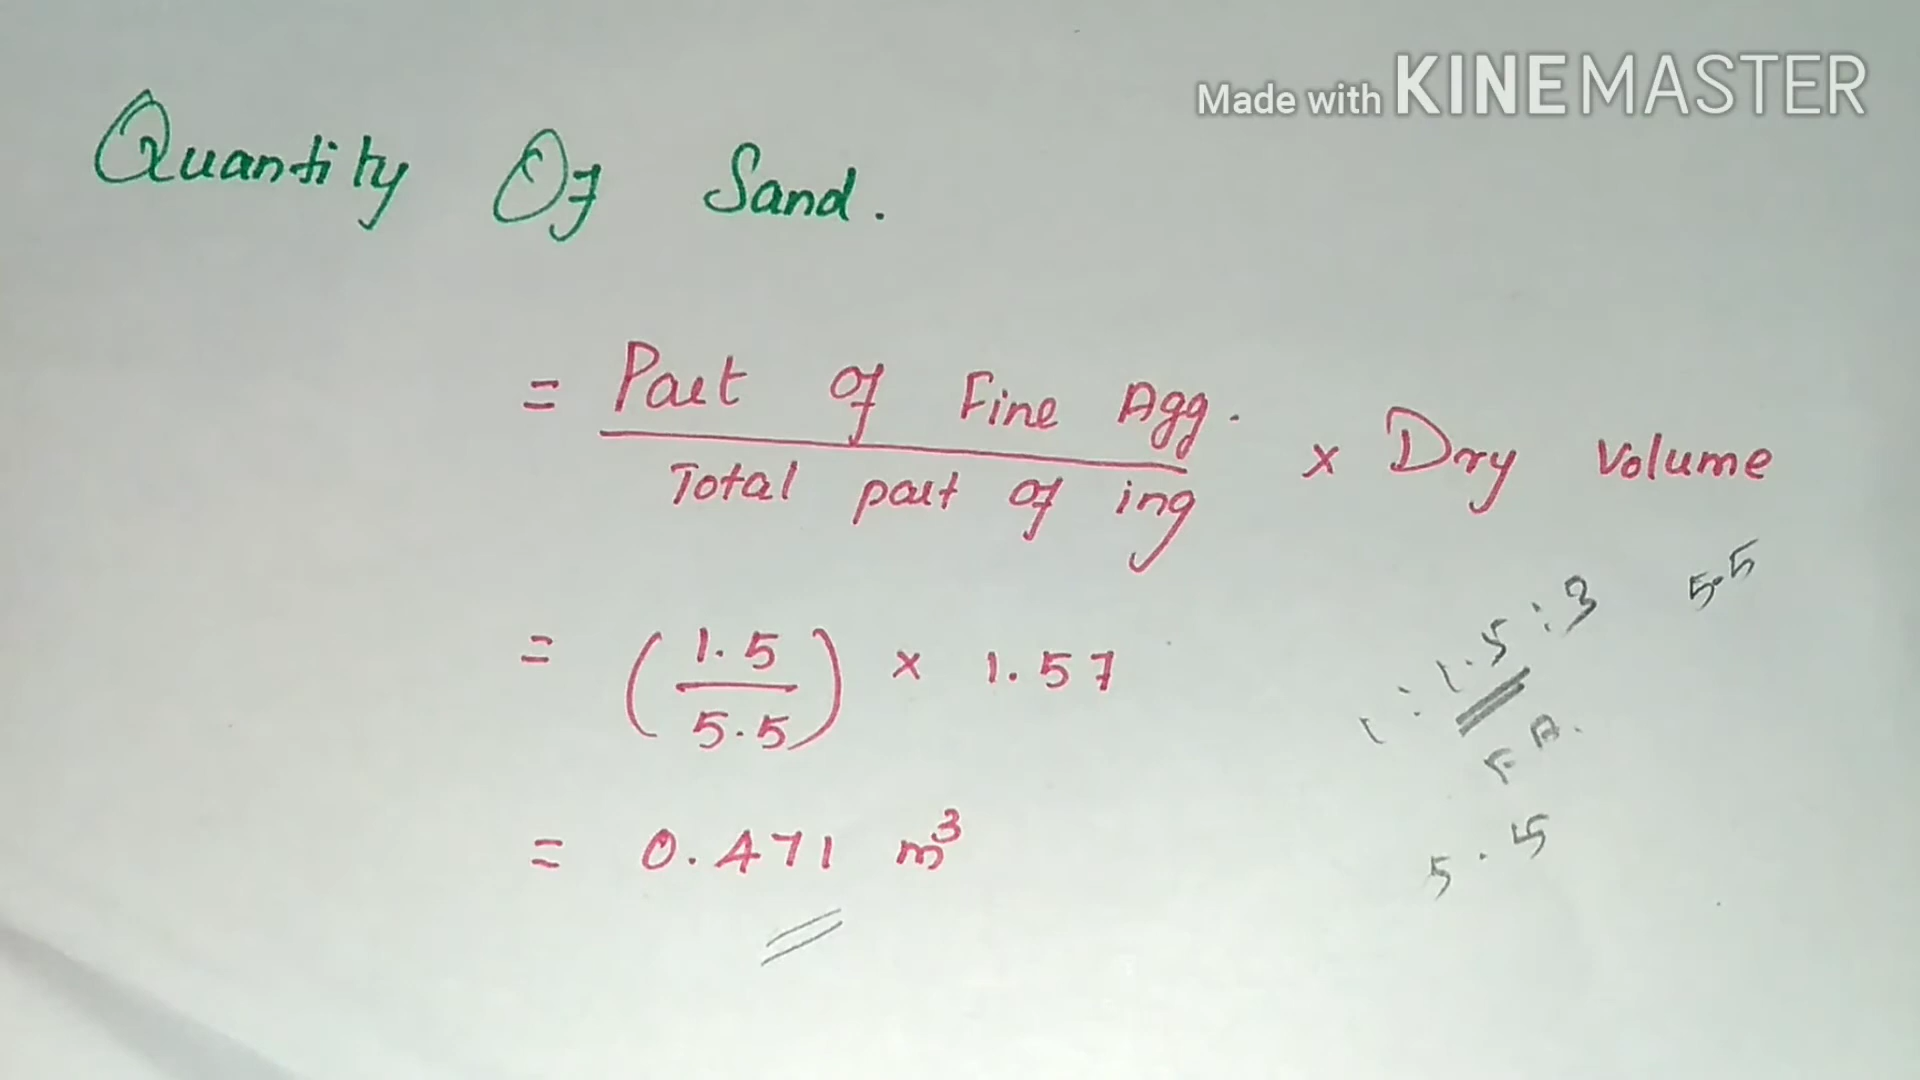 Made with KINEMASTER
Quantity Of Sand.
= Part of Fine Agg. / Total part of ing × Dry Volume
5.5
1 : 1.5 : 3
F A.
= (1.5 / 5.5) × 1.57
5.5
= 0.471 m³